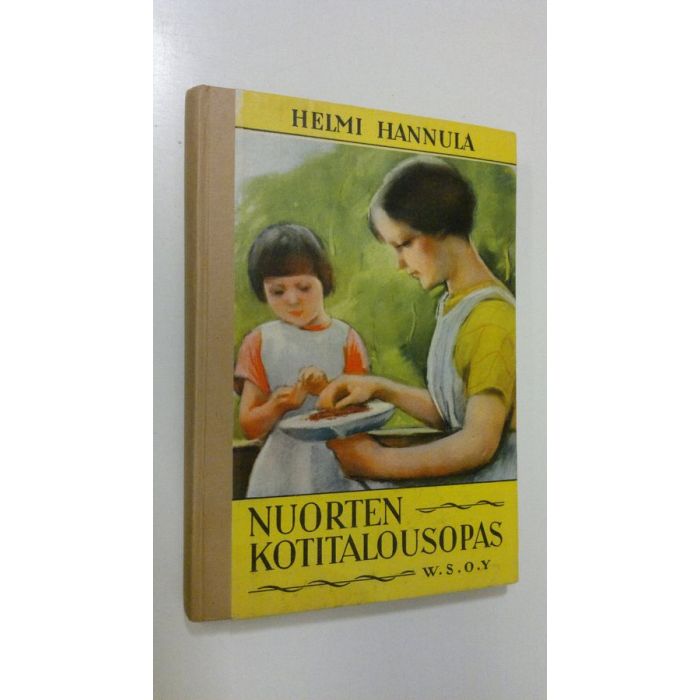 HELMI HANNULA
NUORTEN
KOTITALOUSOPAS
W.S.O.Y